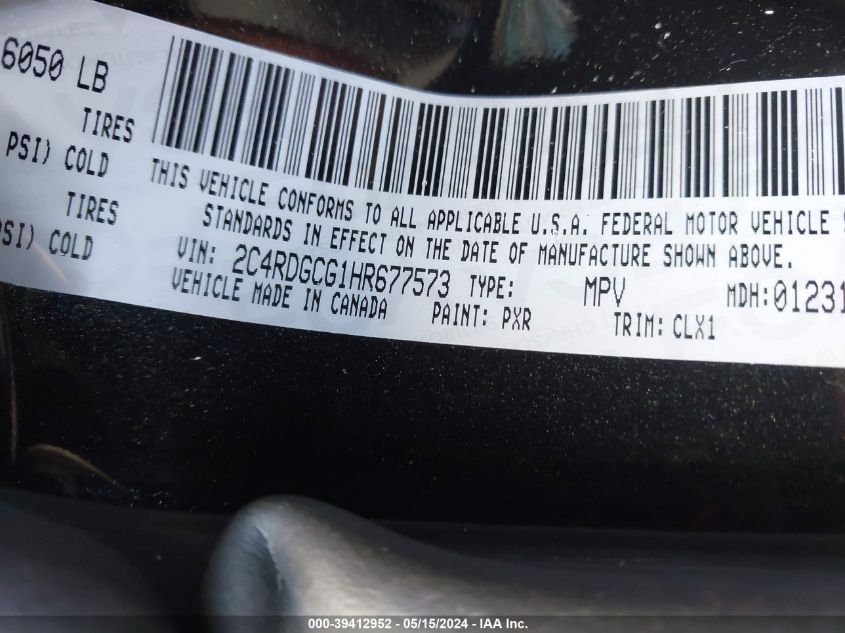 6050 LB
TIRES
PSI) COLD
TIRES
PSI) COLD
THIS VEHICLE CONFORMS TO ALL APPLICABLE U.S.A. FEDERAL MOTOR VEHICLE
STANDARDS IN EFFECT ON THE DATE OF MANUFACTURE SHOWN ABOVE.
VIN: 2C4RDGCG1HR677573 TYPE: MPV MDH:01231
VEHICLE MADE IN CANADA PAINT: PXR TRIM: CLX1
000-39412952 - 05/15/2024 - IAA Inc.